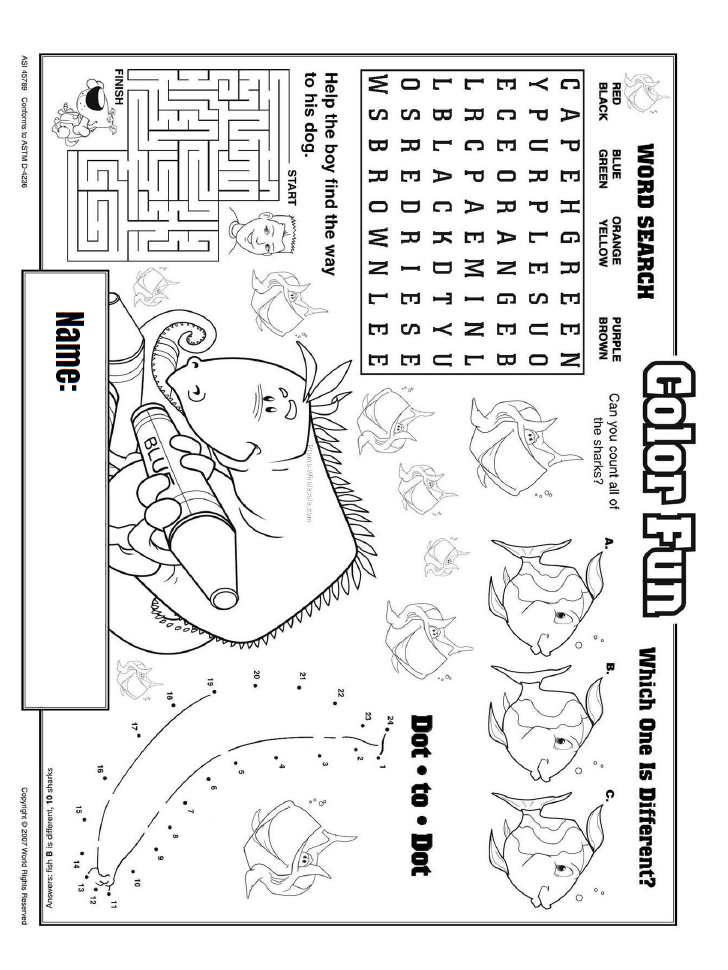 Color Fun
WORD SEARCH
RED BLUE ORANGE PURPLE
BLACK GREEN YELLOW BROWN
C A P E H G R E E N
Y P U R P L E S U O
E C E O R A N G E B
L R C P A E M I N L
L B L A C K D T Y U
O S R E D R I E S E
W S B R O W N L E E
Can you count all of
the sharks?
Which One Is Different?
A. B. C.
Help the boy find the way
to his dog.
START
FINISH
BLUE
Dot • to • Dot
1
2
3
4
5
6
7
8
9
10
11
12
13
14
15
16
17
18
19
20
21
22
23
24
Name:
Answers: fish B is different, 10 sharks
ASI 45789 Conforms to ASTM D-4236
Copyright © 2007 World Rights Reserved